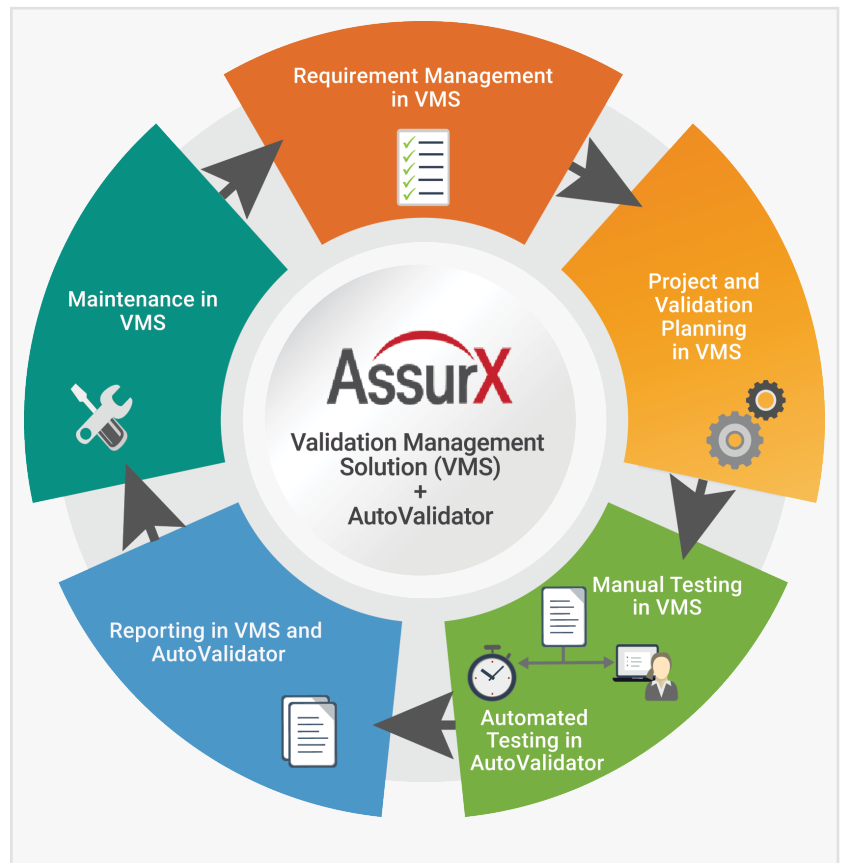 Requirement Management
in VMS
Project and
Validation
Planning
in VMS
Manual Testing
in VMS
Automated
Testing in
AutoValidator
Reporting in VMS and
AutoValidator
Maintenance in
VMS
AssurX
Validation Management
Solution (VMS)
+
AutoValidator